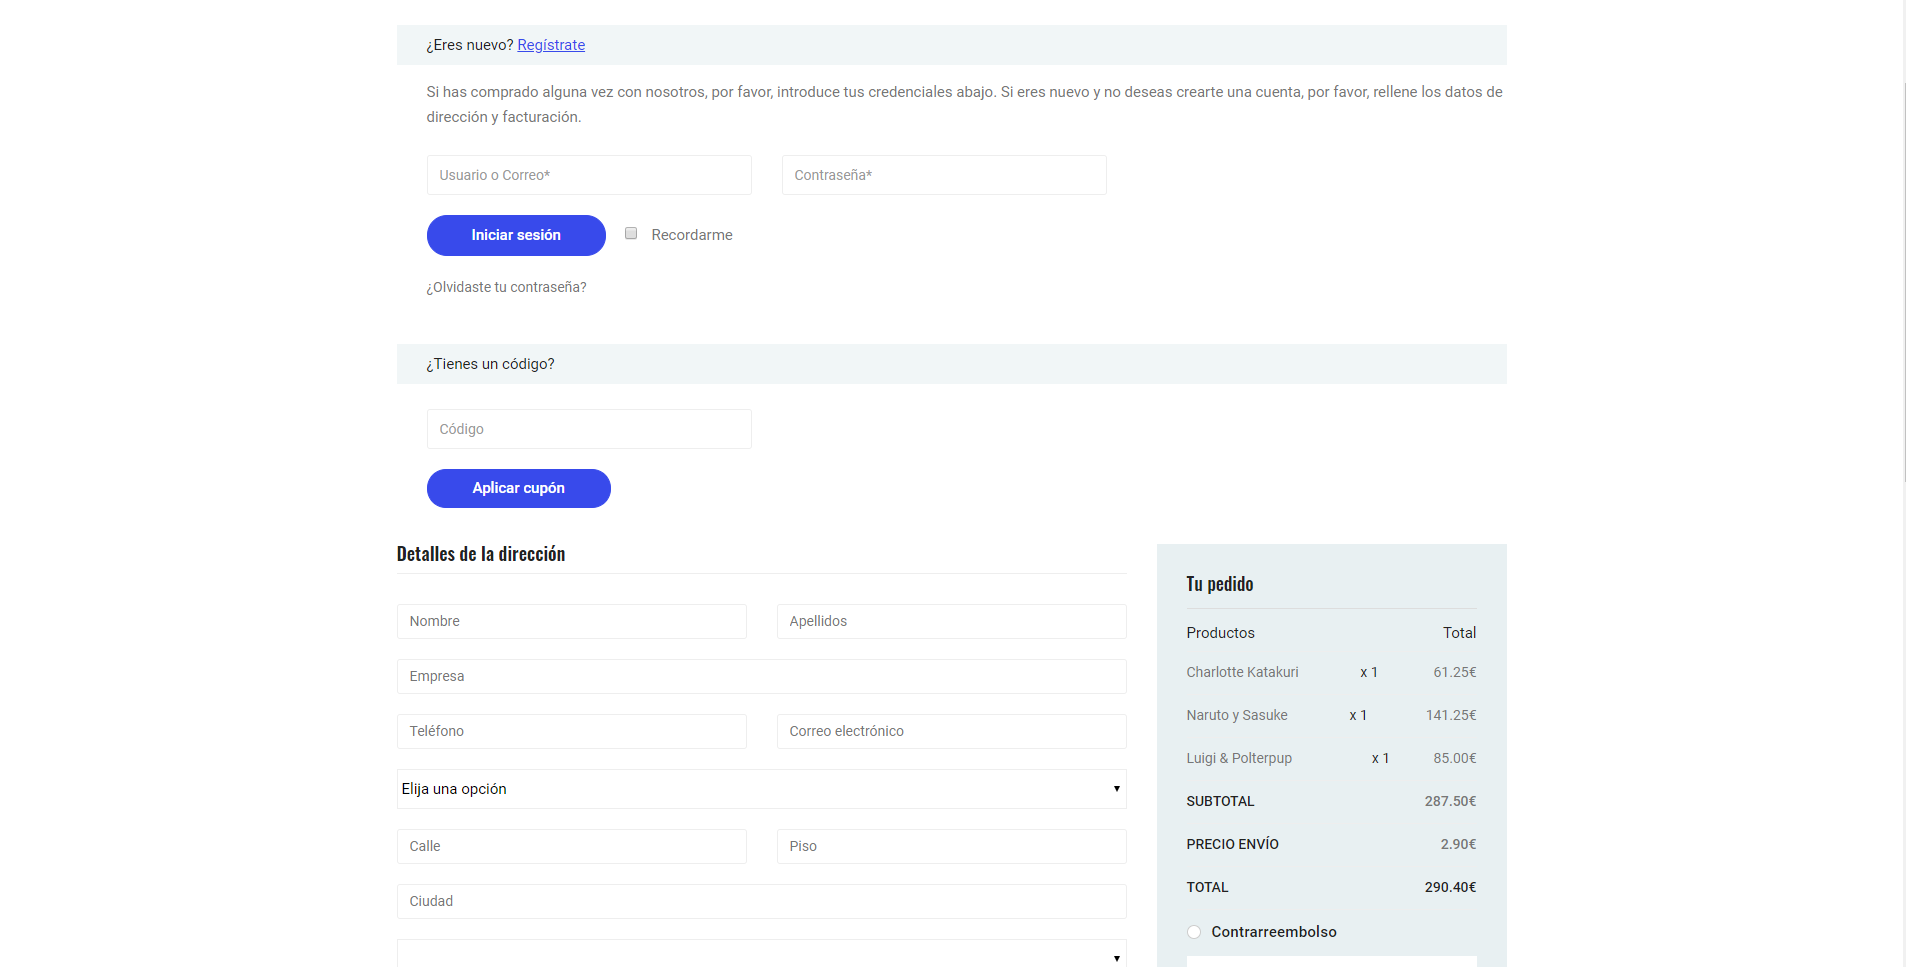 ¿Eres nuevo? Regístrate
Si has comprado alguna vez con nosotros, por favor, introduce tus credenciales abajo. Si eres nuevo y no deseas crearte una cuenta, por favor, rellene los datos de
dirección y facturación.
Usuario o Correo* Contraseña*
Iniciar sesión Recordarme
¿Olvidaste tu contraseña?
¿Tienes un código?
Código
Aplicar cupón
Detalles de la dirección
Nombre Apellidos
Empresa
Teléfono Correo electrónico
Elija una opción
Calle Piso
Ciudad
Tu pedido
Productos Total
Charlotte Katakuri x 1 61.25€
Naruto y Sasuke x 1 141.25€
Luigi & Polterpup x 1 85.00€
SUBTOTAL 287.50€
PRECIO ENVÍO 2.90€
TOTAL 290.40€
Contrarreembolso